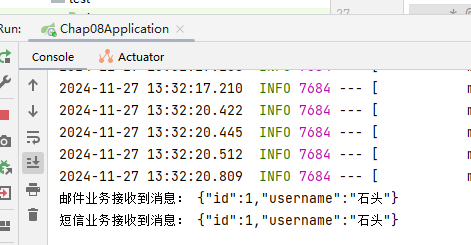 test
27
Run:
Chap08Application
Console
Actuator
2024-11-27 13:32:17.210  INFO 7684 --- [
2024-11-27 13:32:20.422  INFO 7684 --- [
2024-11-27 13:32:20.445  INFO 7684 --- [
2024-11-27 13:32:20.512  INFO 7684 --- [
2024-11-27 13:32:20.809  INFO 7684 --- [
邮件业务接收到消息： {"id":1,"username":"石头"}
短信业务接收到消息： {"id":1,"username":"石头"}